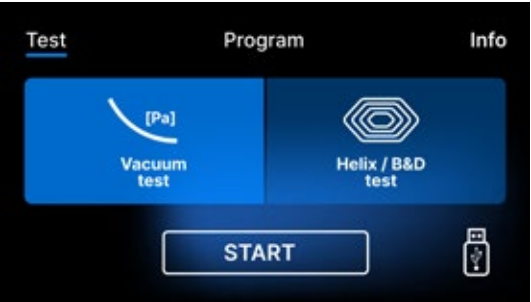 Test Program Info
[Pa]
Vacuum
test
Helix / B&D
test
START